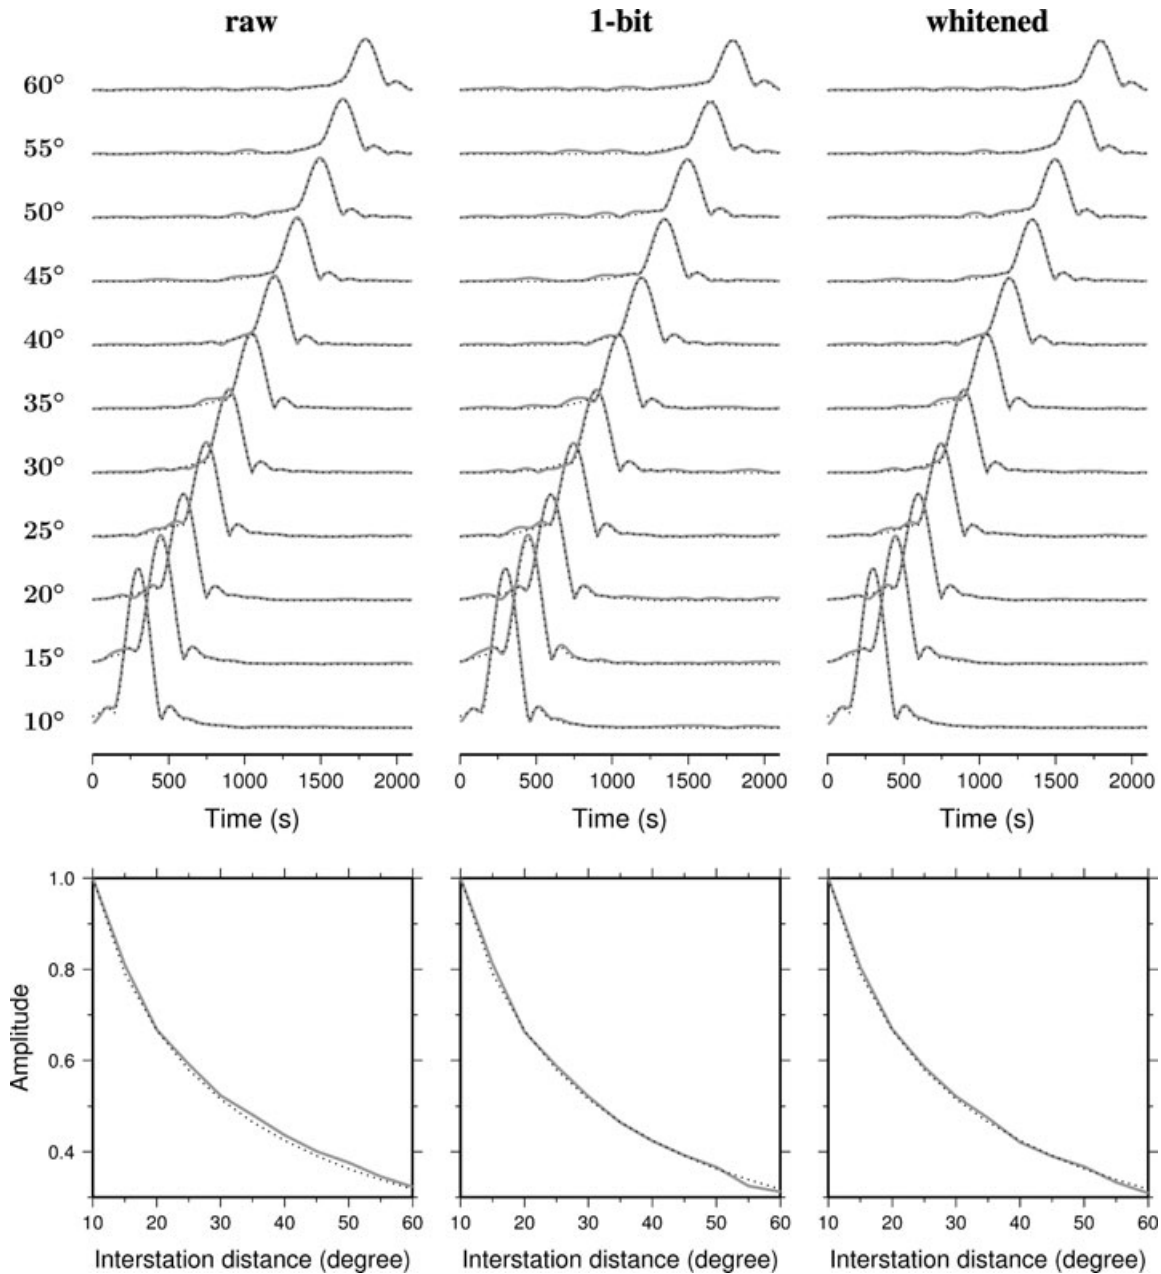 raw 1-bit whitened
60°
55°
50°
45°
40°
35°
30°
25°
20°
15°
10°
0 500 1000 1500 2000 0 500 1000 1500 2000 0 500 1000 1500 2000
Time (s) Time (s) Time (s)
1.0
0.8
0.6
0.4
Amplitude
10 20 30 40 50 60 10 20 30 40 50 60 10 20 30 40 50 60
Interstation distance (degree) Interstation distance (degree) Interstation distance (degree)